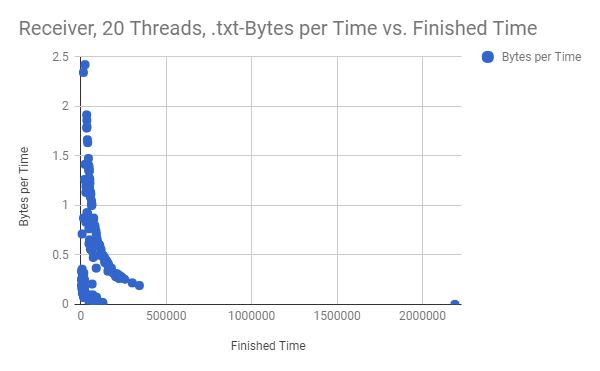 Receiver, 20 Threads, .txt-Bytes per Time vs. Finished Time
Bytes per Time
2.5
2
1.5
1
0.5
0
Bytes per Time
0
500000
1000000
1500000
2000000
Finished Time